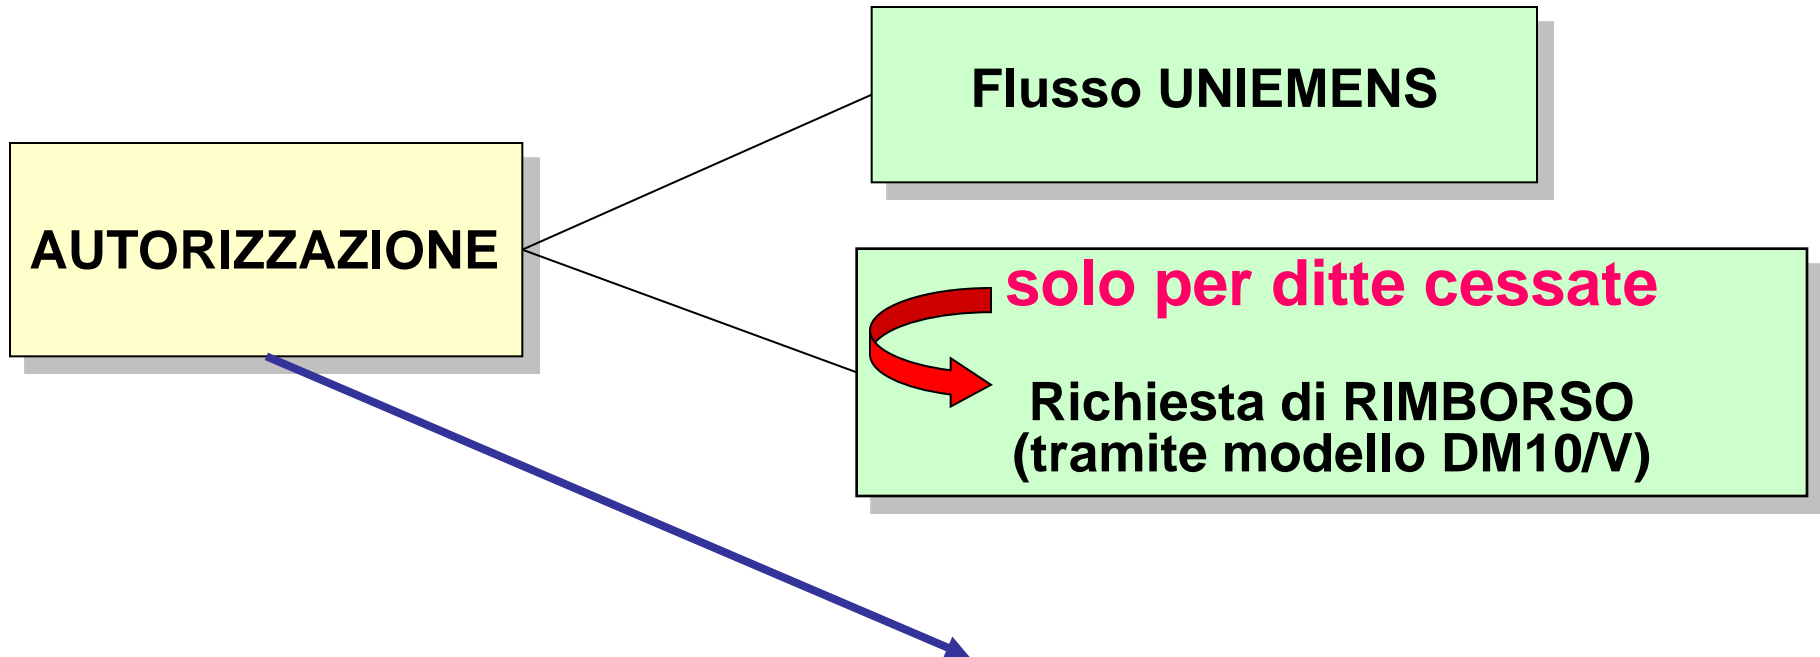 Flusso UNIEMENS
AUTORIZZAZIONE
solo per ditte cessate
Richiesta di RIMBORSO
(tramite modello DM10/V)